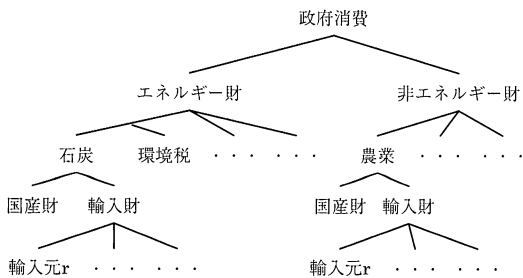 政府消費
エネルギー財 非エネルギー財
石炭 環境税 ・・・ ・・・ 農業 ・・・ ・・・
国産財 輸入財 国産財 輸入財
輸入元r ・・・ ・・・ 輸入元r ・・・ ・・・